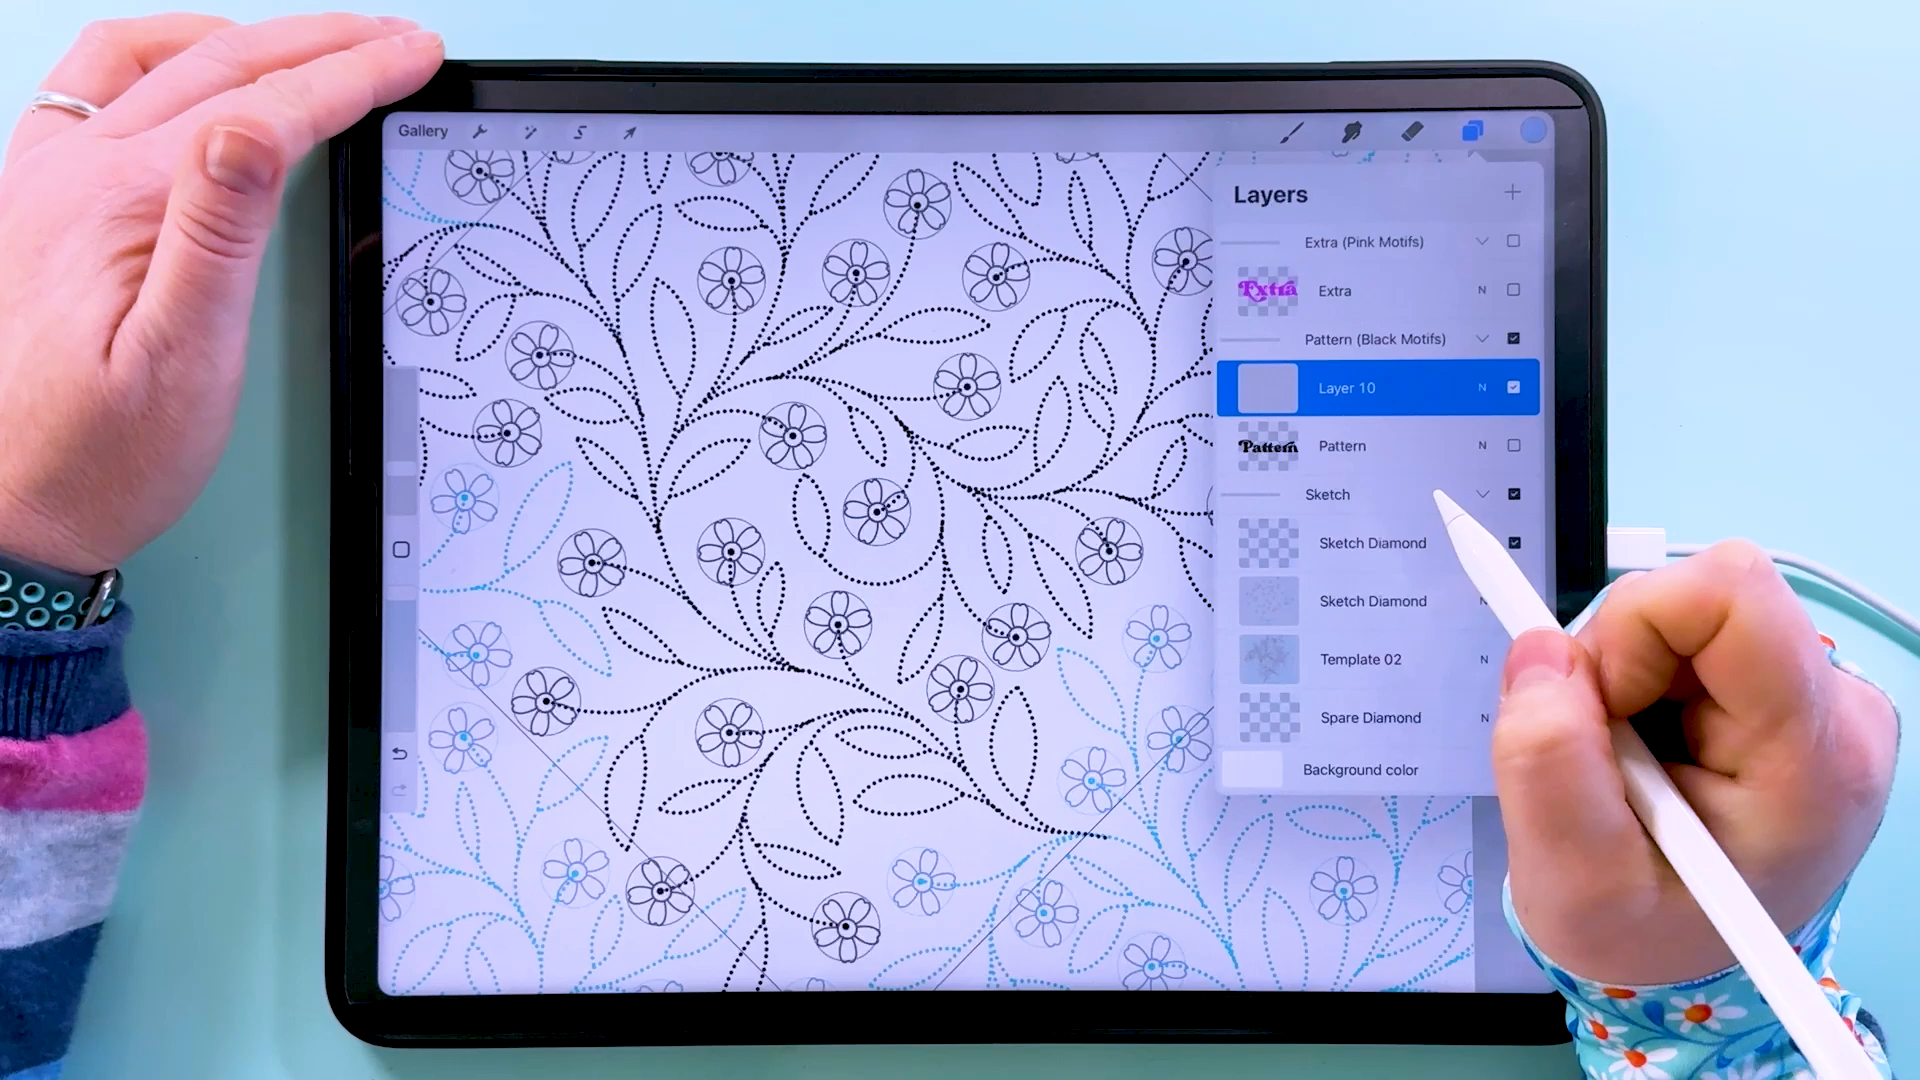 Gallery
Layers
Extra (Pink Motifs)
Extra
Extra N
Pattern (Black Motifs)
Layer 10 N
Pattern
Pattern N
Sketch
Sketch Diamond
Sketch Diamond N
Template 02 N
Spare Diamond N
Background color